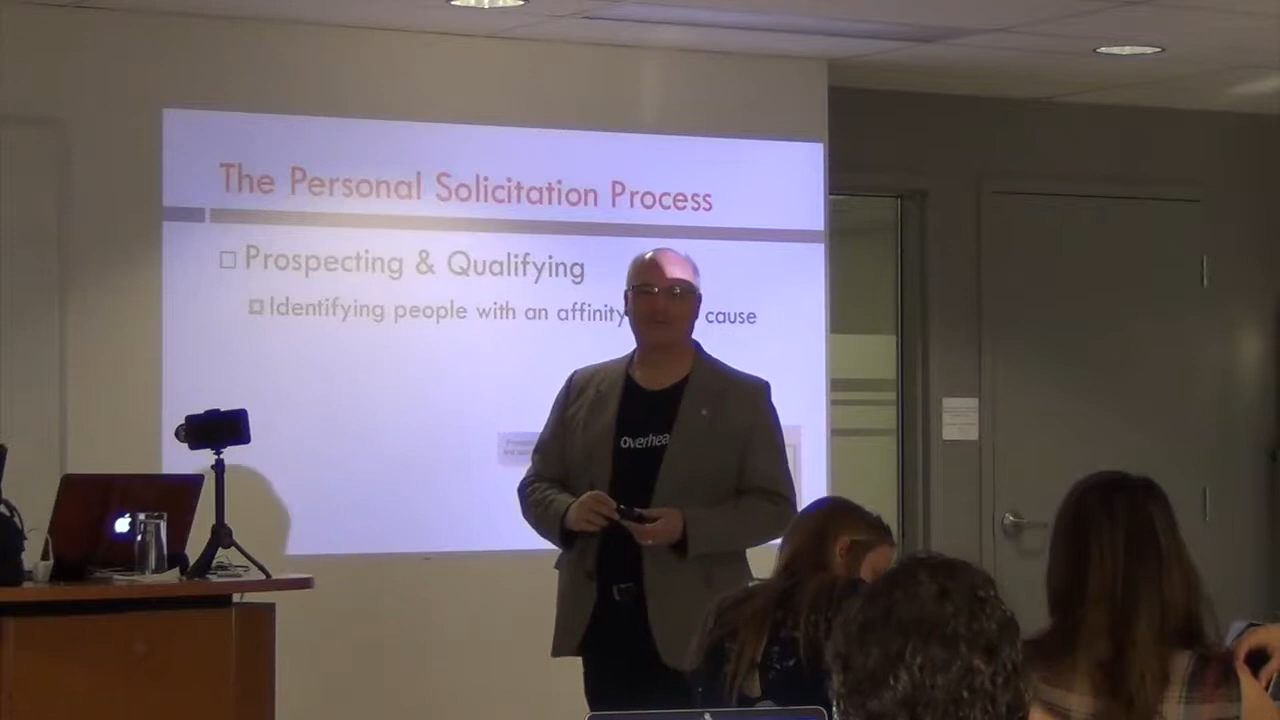 The Personal Solicitation Process
Prospecting & Qualifying
Identifying people with an affinity cause
overhea